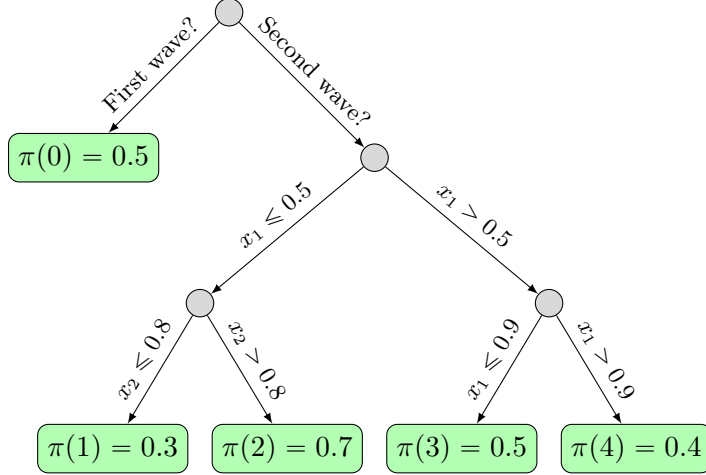 First wave?
Second wave?
π(0) = 0.5
x₁ ≤ 0.5
x₁ > 0.5
x₂ ≤ 0.8
x₂ > 0.8
x₁ ≤ 0.9
x₁ > 0.9
π(1) = 0.3
π(2) = 0.7
π(3) = 0.5
π(4) = 0.4